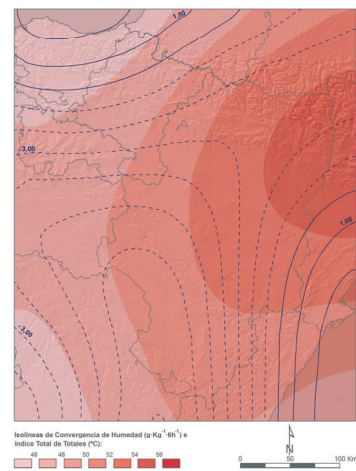 1.00
-3.00
1.00
-3.00
Isolíneas de Convergencia de Humedad (g·Kg⁻¹·6h⁻¹) e
índice Total de Totales (ºC):
46 48 50 52 54 56
N
0 50 100 Km